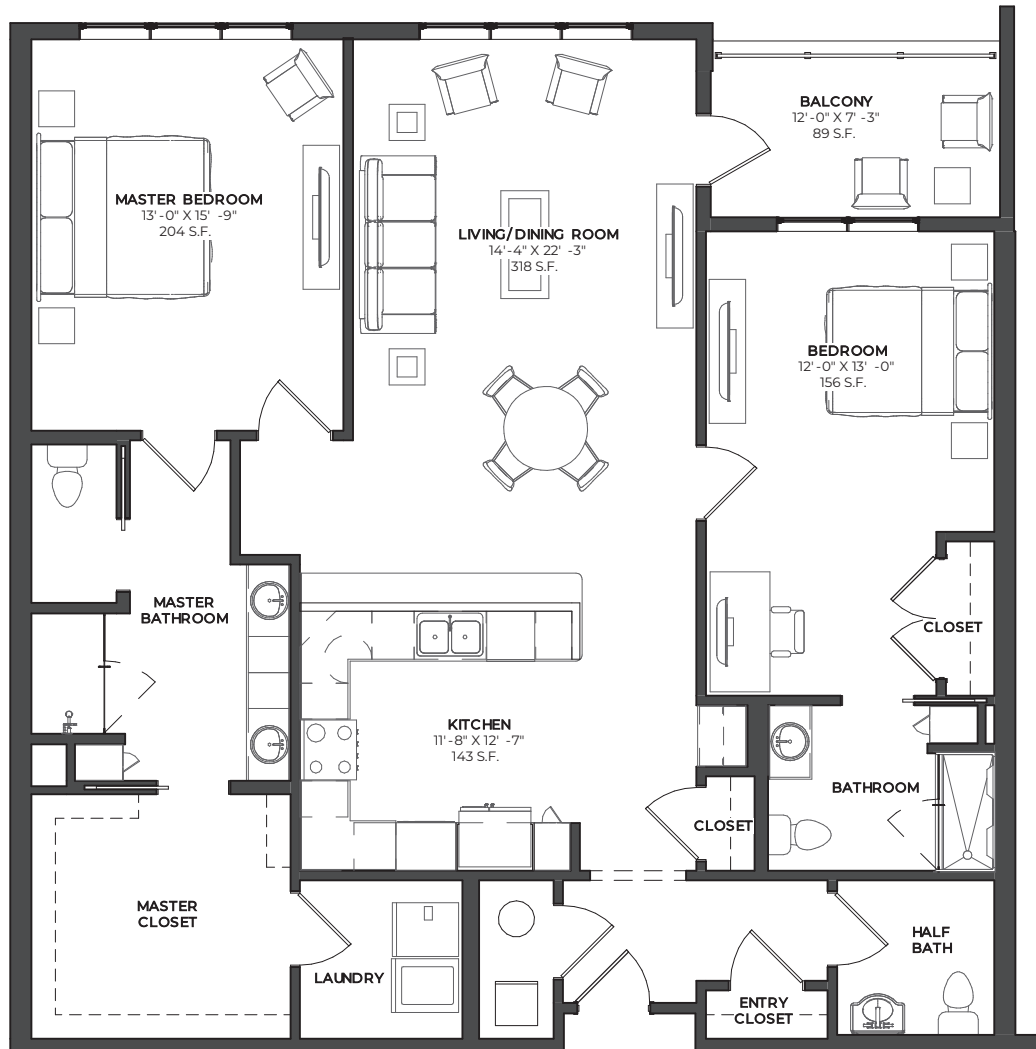 BALCONY
12'-0" X 7' -3"
89 S.F.
MASTER BEDROOM
13'-0" X 15' -9"
204 S.F.
LIVING/DINING ROOM
14'-4" X 22' -3"
318 S.F.
BEDROOM
12'-0" X 13' -0"
156 S.F.
MASTER
BATHROOM
CLOSET
KITCHEN
11'-8" X 12' -7"
143 S.F.
BATHROOM
CLOSET
MASTER
CLOSET
HALF
BATH
LAUNDRY
ENTRY
CLOSET